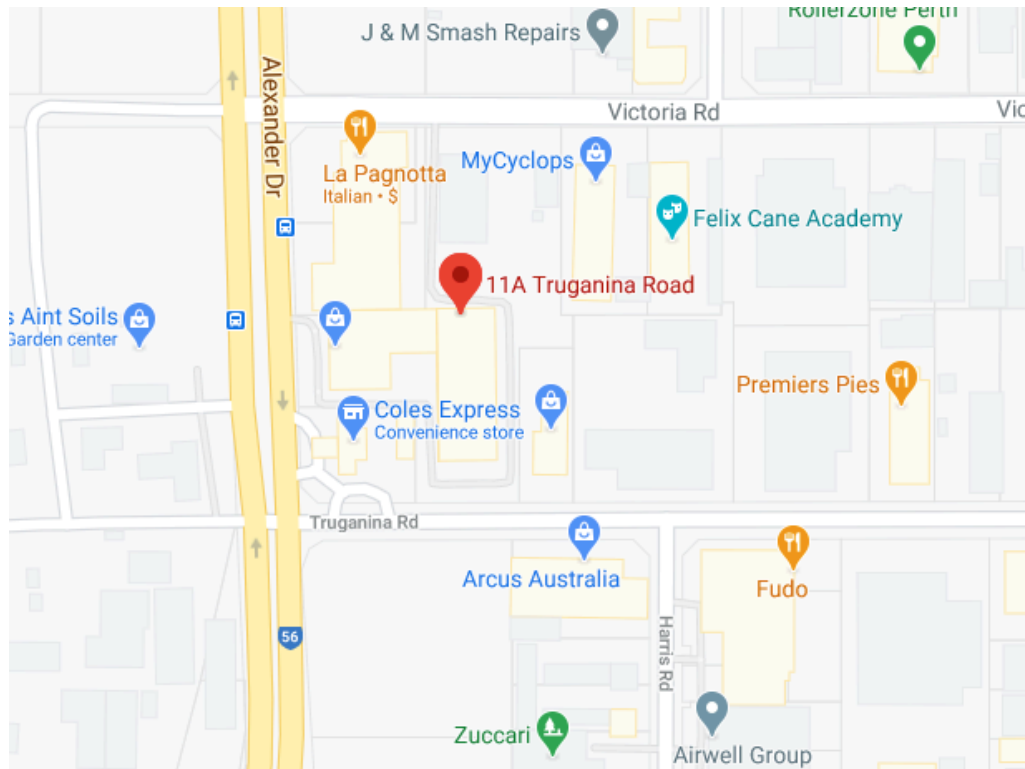 Rollerzone Perth
J & M Smash Repairs
Alexander Dr
Victoria Rd
Vic
La Pagnotta
Italian • $
MyCyclops
Felix Cane Academy
11A Truganina Road
s Aint Soils
Garden center
Premiers Pies
Coles Express
Convenience store
Truganina Rd
Arcus Australia
Fudo
56
Harris Rd
Zuccari
Airwell Group